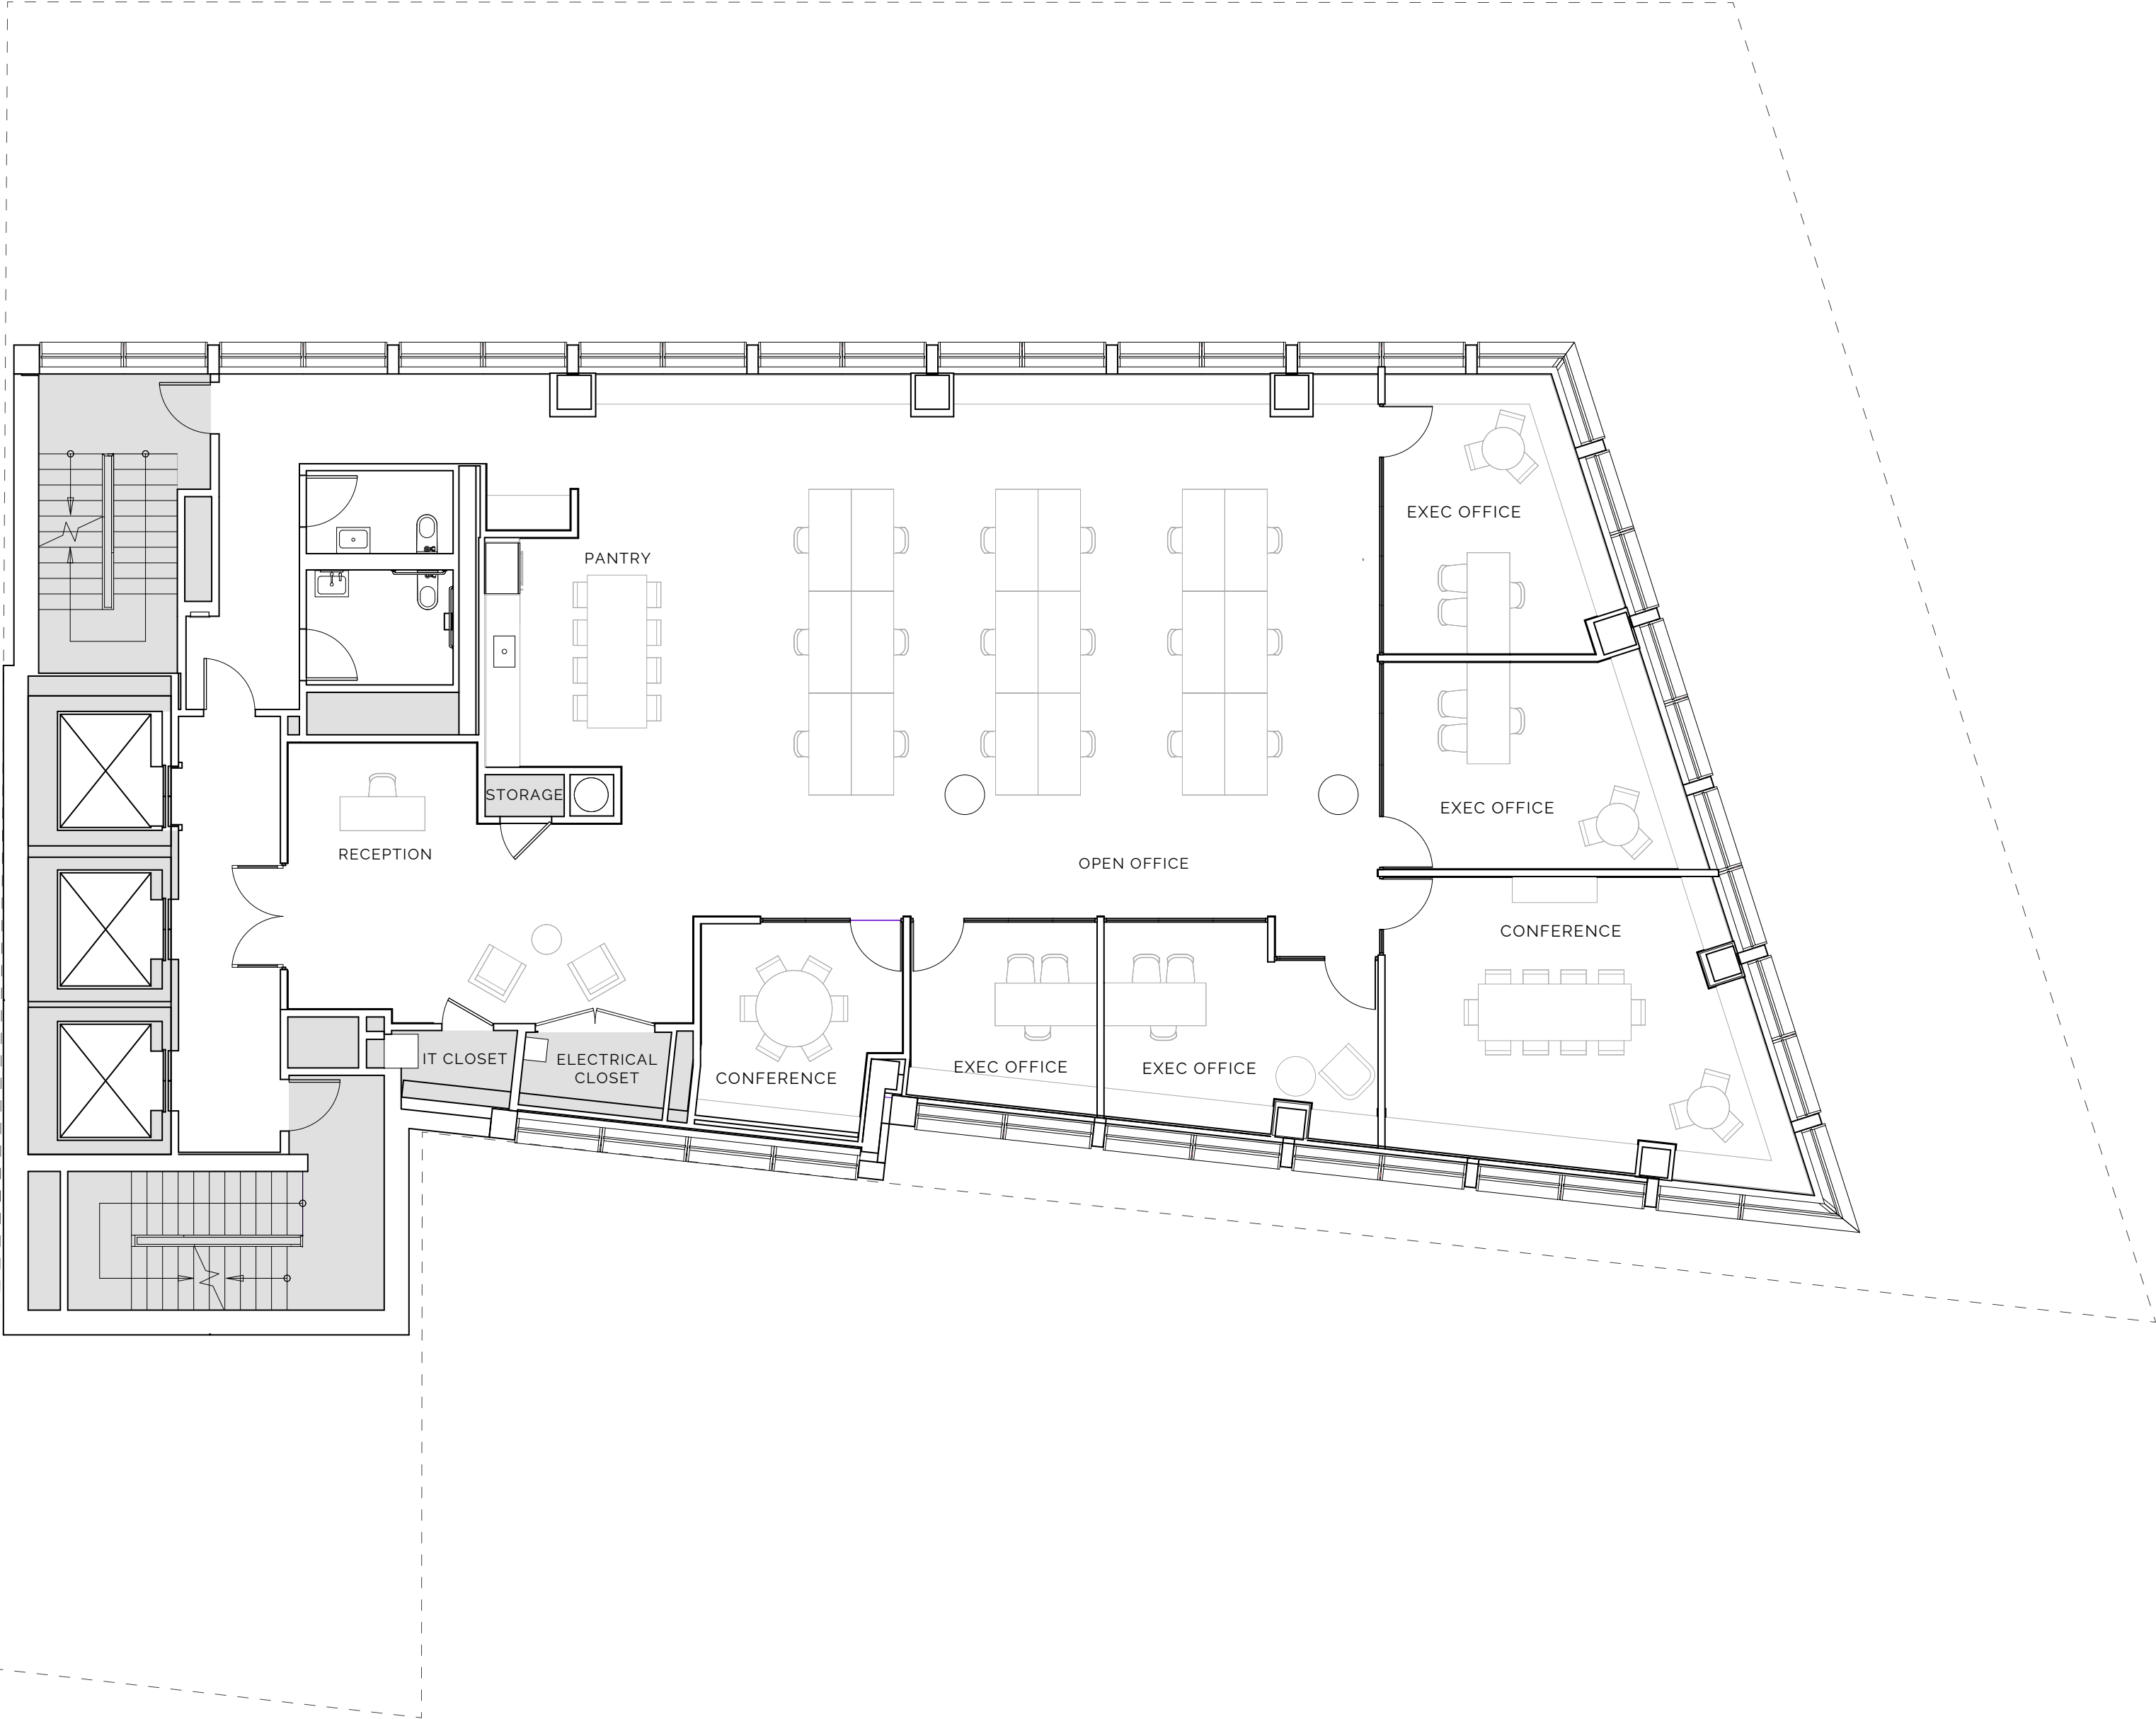 EXEC OFFICE
PANTRY
STORAGE
EXEC OFFICE
RECEPTION
OPEN OFFICE
CONFERENCE
IT CLOSET
ELECTRICAL
CLOSET
CONFERENCE
EXEC OFFICE
EXEC OFFICE